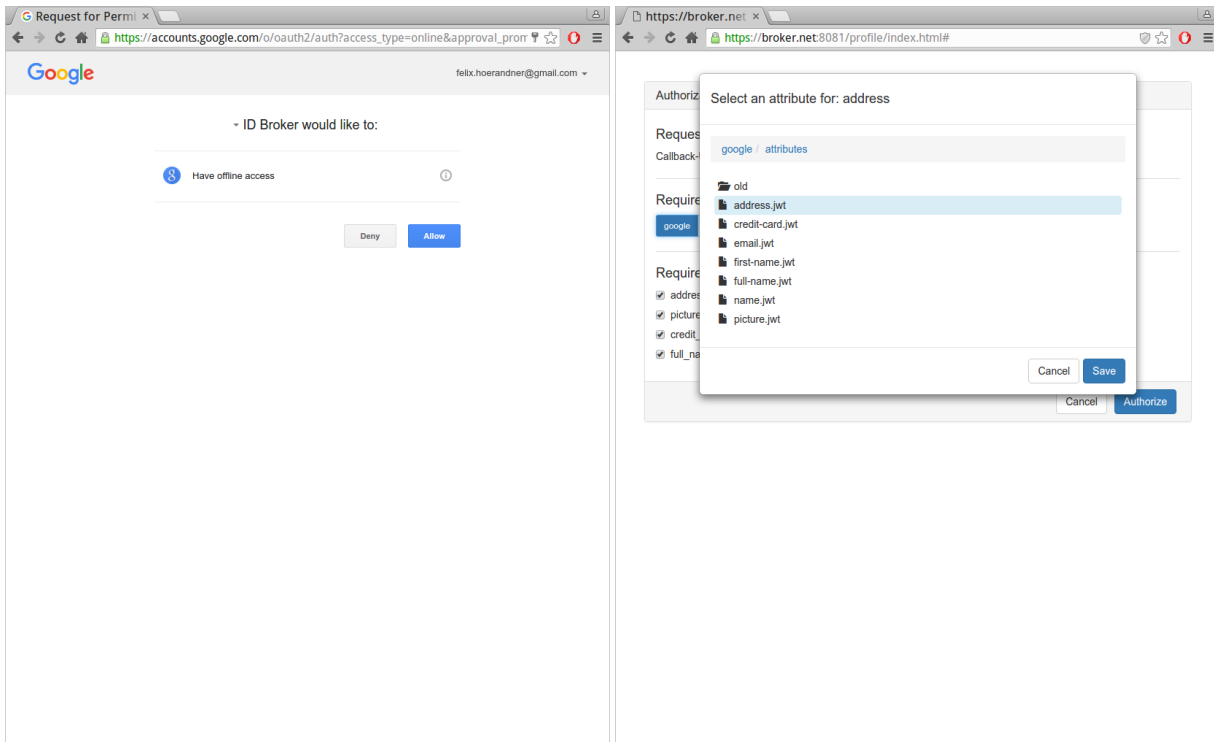 Request for Permi
https://accounts.google.com/o/oauth2/auth?access_type=online&approval_prom
Google
felix.hoerandner@gmail.com
ID Broker would like to:
Have offline access
Deny
Allow
https://broker.net
https://broker.net:8081/profile/index.html#
Authoriz
Select an attribute for: address
Reques
google / attributes
Callback-
old
Require
address.jwt
google
credit-card.jwt
email.jwt
first-name.jwt
Require
full-name.jwt
addres
name.jwt
picture
picture.jwt
credit_
full_na
Cancel
Save
Cancel
Authorize